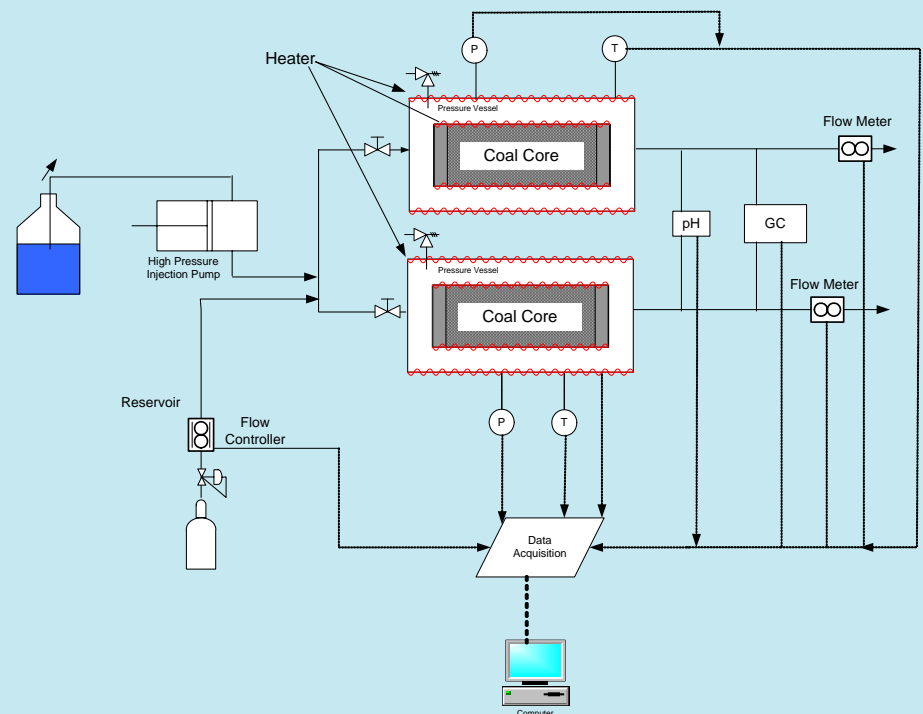 P
T
Heater
Pressure Vessel
Flow Meter
Coal Core
pH
GC
High Pressure
Injection Pump
Pressure Vessel
Flow Meter
Coal Core
Reservoir
Flow
Controller
P
T
Data
Acquisition
Computer